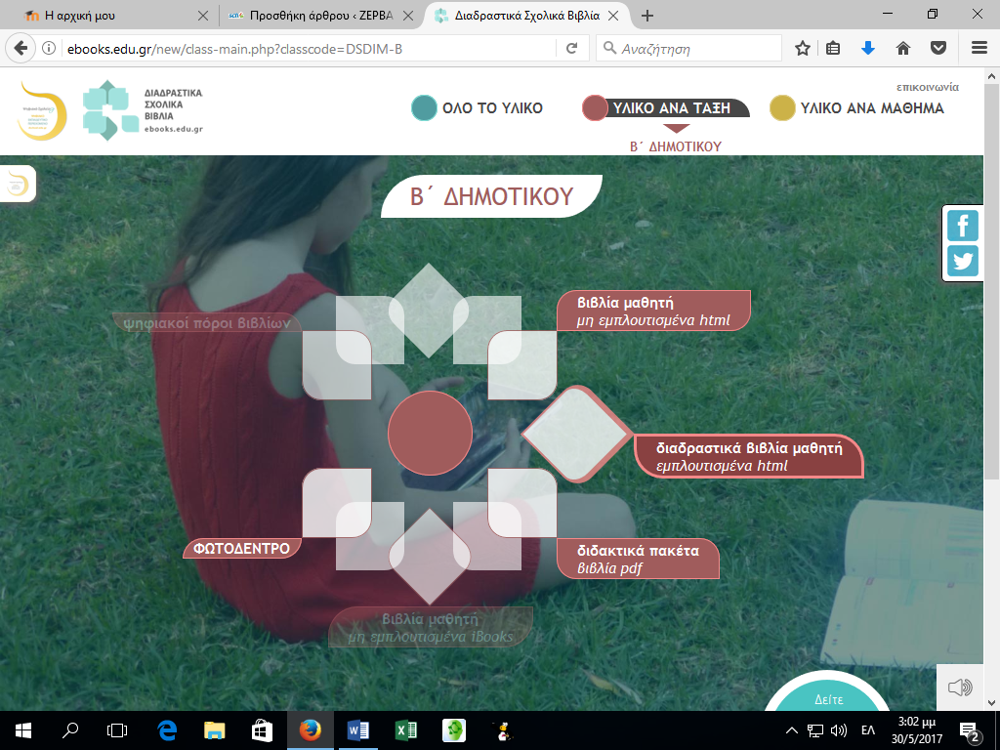 Η αρχική μου
Προσθήκη άρθρου ‹ ΖΕΡΒΑ
Διαδραστικά Σχολικά Βιβλία
ebooks.edu.gr/new/class-main.php?classcode=DSDIM-B
Αναζήτηση
επικοινωνία
ΔΙΑΔΡΑΣΤΙΚΑ
ΣΧΟΛΙΚΑ
ΒΙΒΛΙΑ
ebooks.edu.gr
ΟΛΟ ΤΟ ΥΛΙΚΟ
ΥΛΙΚΟ ΑΝΑ ΤΑΞΗ
ΥΛΙΚΟ ΑΝΑ ΜΑΘΗΜΑ
Β΄ ΔΗΜΟΤΙΚΟΥ
Β΄ ΔΗΜΟΤΙΚΟΥ
ψηφιακοί πόροι βιβλίων
βιβλία μαθητή
μη εμπλουτισμένα html
διαδραστικά βιβλία μαθητή
εμπλουτισμένα html
ΦΩΤΟΔΕΝΤΡΟ
διδακτικά πακέτα
βιβλία pdf
βιβλία μαθητή
μη εμπλουτισμένα iBooks
Δείτε
ΕΛ
3:02 μμ
30/5/2017
2